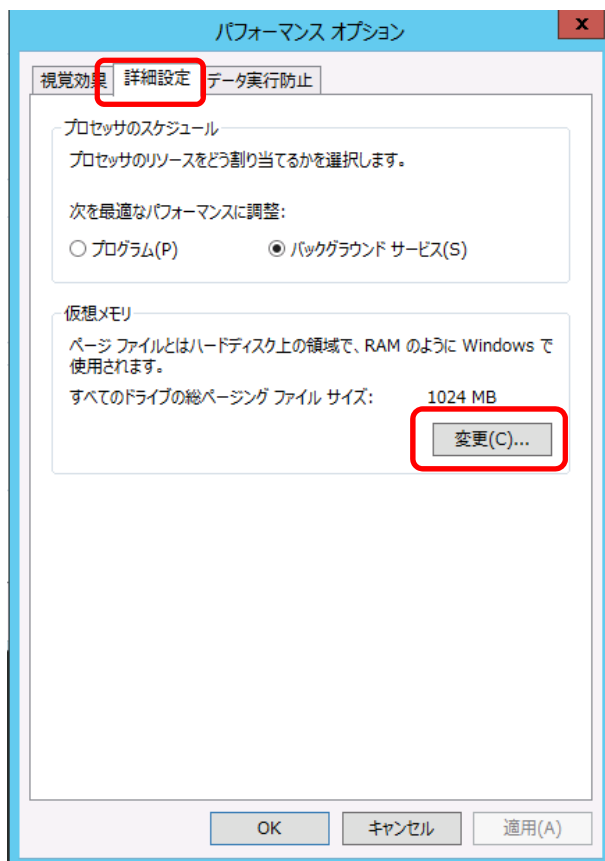 パフォーマンス オプション
x
視覚効果 詳細設定 データ実行防止
プロセッサのスケジュール
プロセッサのリソースをどう割り当てるかを選択します。
次を最適なパフォーマンスに調整:
プログラム(P) バックグラウンド サービス(S)
仮想メモリ
ページ ファイルとはハードディスク上の領域で、RAM のように Windows で
使用されます。
すべてのドライブの総ページング ファイル サイズ: 1024 MB
変更(C)...
OK キャンセル 適用(A)